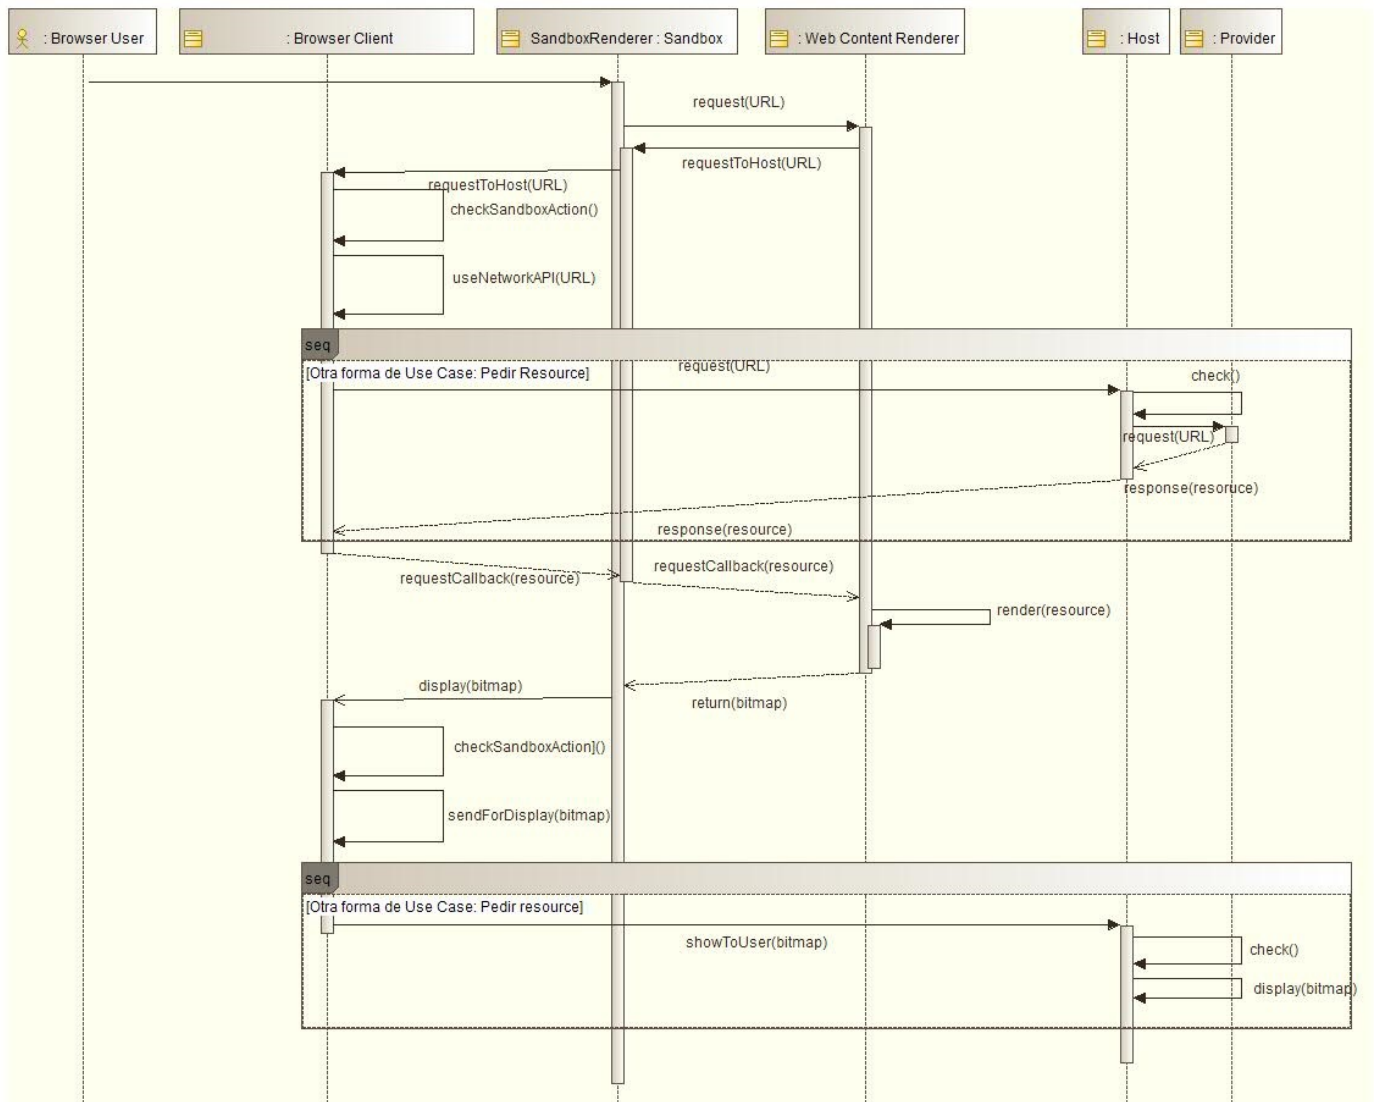 : Browser User
: Browser Client
SandboxRenderer : Sandbox
: Web Content Renderer
: Host
: Provider
request(URL)
requestToHost(URL)
requestToHost(URL)
checkSandboxAction()
useNetworkAPI(URL)
seq
[Otra forma de Use Case: Pedir Resource]
request(URL)
check()
request(URL)
response(resoruce)
response(resource)
requestCallback(resource)
requestCallback(resource)
render(resource)
display(bitmap)
return(bitmap)
checkSandboxAction]()
sendForDisplay(bitmap)
seq
[Otra forma de Use Case: Pedir resource]
showToUser(bitmap)
check()
display(bitmap)